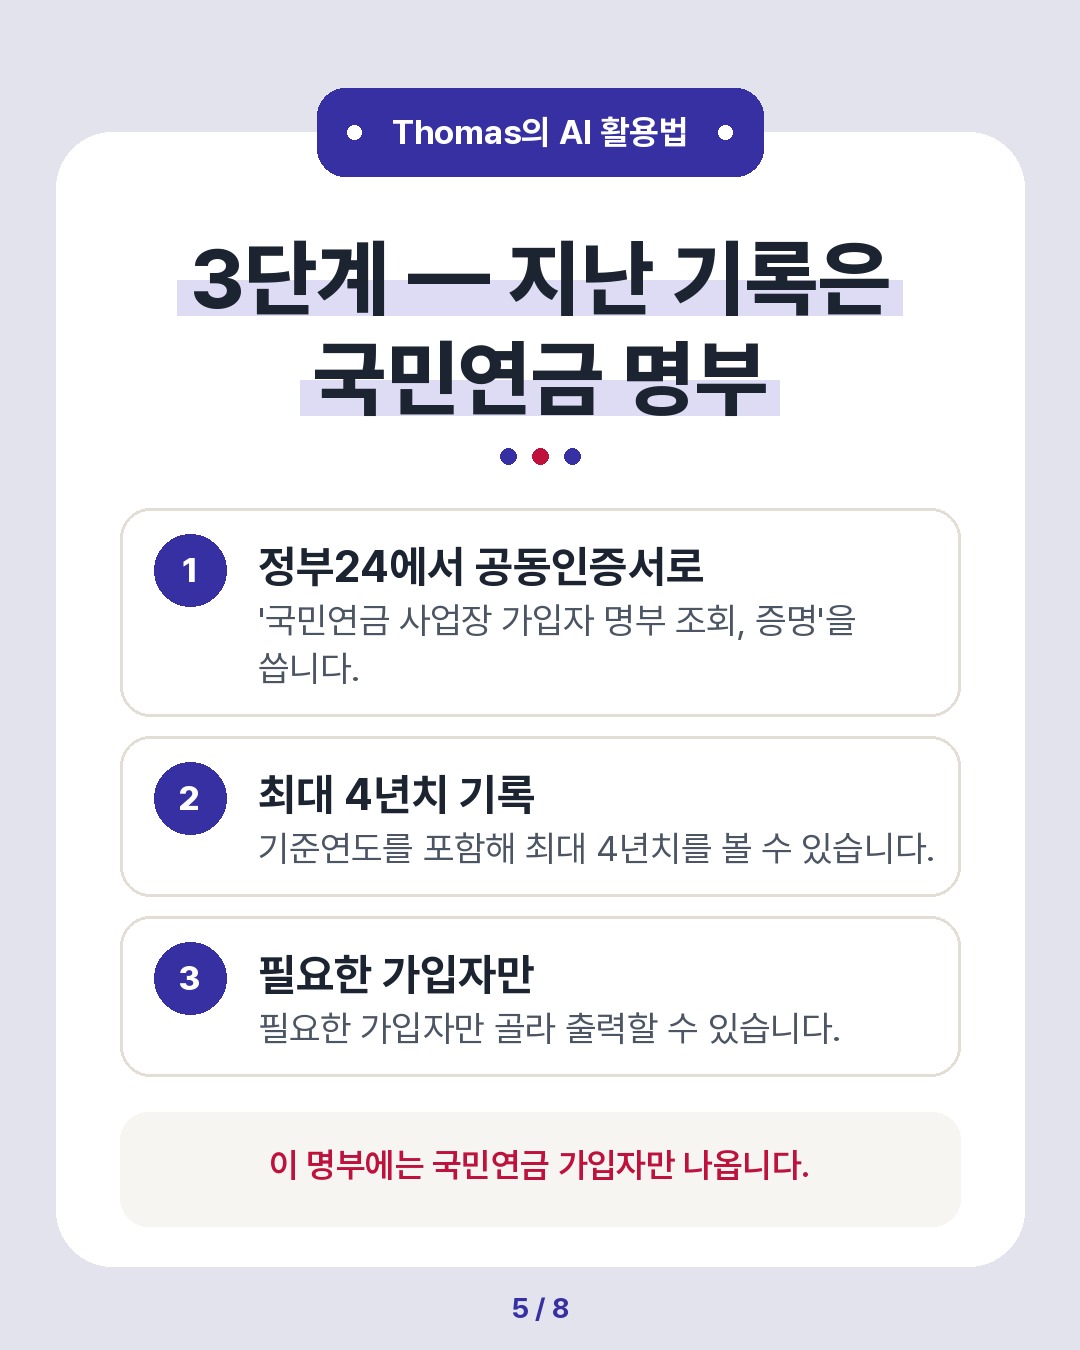 Thomas의 AI 활용법
3단계 — 지난 기록은
국민연금 명부
1
정부24에서 공동인증서로
'국민연금 사업장 가입자 명부 조회, 증명'을
씁니다.
2
최대 4년치 기록
기준연도를 포함해 최대 4년치를 볼 수 있습니다.
3
필요한 가입자만
필요한 가입자만 골라 출력할 수 있습니다.
이 명부에는 국민연금 가입자만 나옵니다.
5 / 8